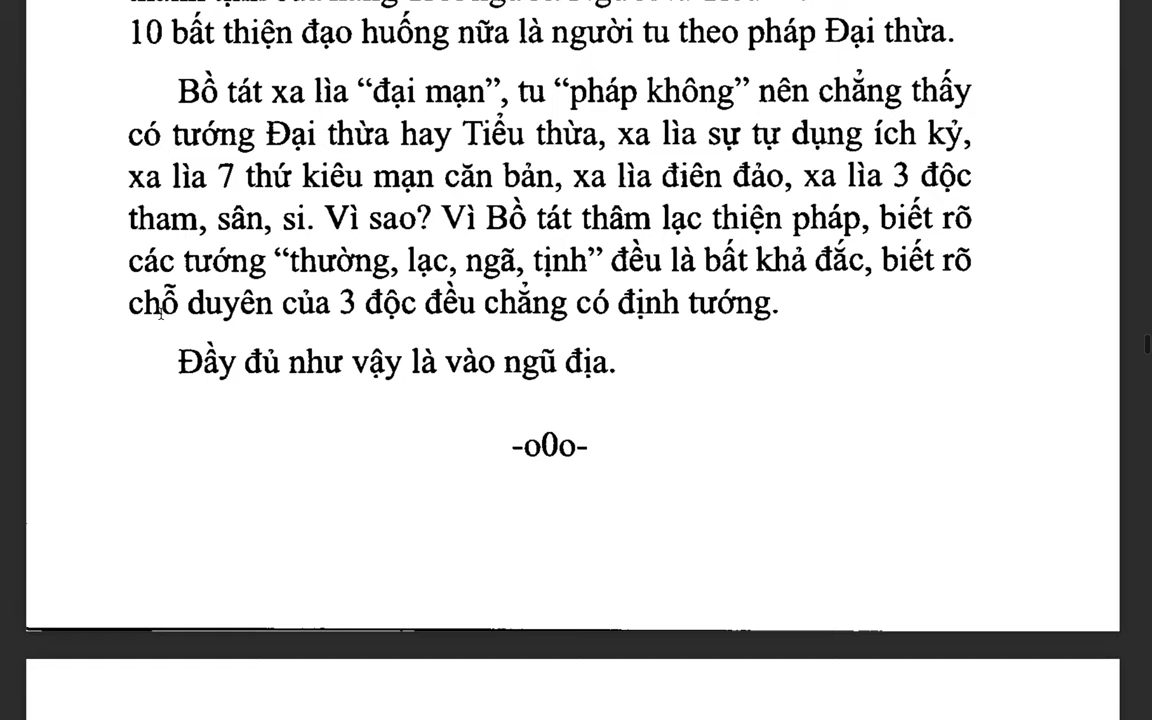 10 bất thiện đạo huống nữa là người tu theo pháp Đại thừa.
Bồ tát xa lìa “đại mạn”, tu “pháp không” nên chẳng thấy
có tướng Đại thừa hay Tiểu thừa, xa lìa sự tự dụng ích kỷ,
xa lìa 7 thứ kiêu mạn căn bản, xa lìa điên đảo, xa lìa 3 độc
tham, sân, si. Vì sao? Vì Bồ tát thâm lạc thiện pháp, biết rõ
các tướng “thường, lạc, ngã, tịnh” đều là bất khả đắc, biết rõ
chỗ duyên của 3 độc đều chẳng có định tướng.
Đầy đủ như vậy là vào ngũ địa.
-o0o-